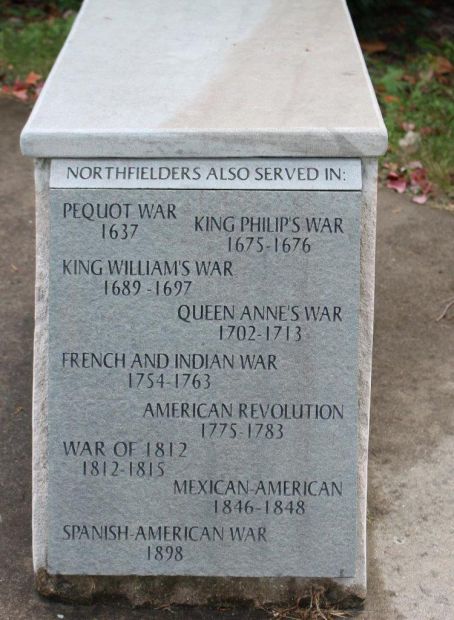 NORTHFIELDERS ALSO SERVED IN:
PEQUOT WAR
1637
KING PHILIP'S WAR
1675-1676
KING WILLIAM'S WAR
1689-1697
QUEEN ANNE'S WAR
1702-1713
FRENCH AND INDIAN WAR
1754-1763
AMERICAN REVOLUTION
1775-1783
WAR OF 1812
1812-1815
MEXICAN-AMERICAN
1846-1848
SPANISH-AMERICAN WAR
1898